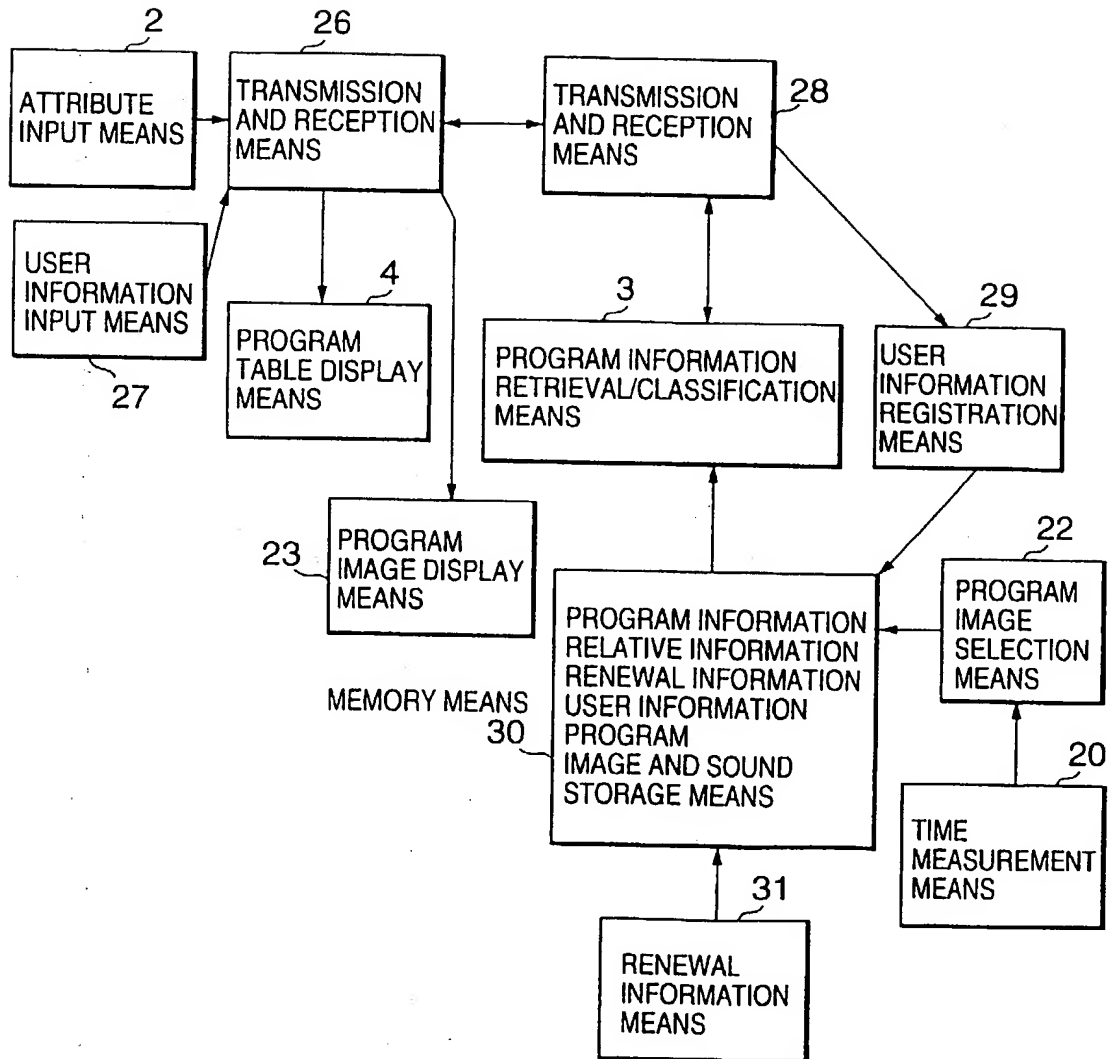 2
ATTRIBUTE
INPUT MEANS
26
TRANSMISSION
AND RECEPTION
MEANS
TRANSMISSION
AND RECEPTION
MEANS
28
USER
INFORMATION
INPUT MEANS
27
4
PROGRAM
TABLE DISPLAY
MEANS
3
PROGRAM INFORMATION
RETRIEVAL/CLASSIFICATION
MEANS
29
USER
INFORMATION
REGISTRATION
MEANS
23
PROGRAM
IMAGE DISPLAY
MEANS
MEMORY MEANS
30
PROGRAM INFORMATION
RELATIVE INFORMATION
RENEWAL INFORMATION
USER INFORMATION
PROGRAM
IMAGE AND SOUND
STORAGE MEANS
22
PROGRAM
IMAGE
SELECTION
MEANS
20
TIME
MEASUREMENT
MEANS
31
RENEWAL
INFORMATION
MEANS